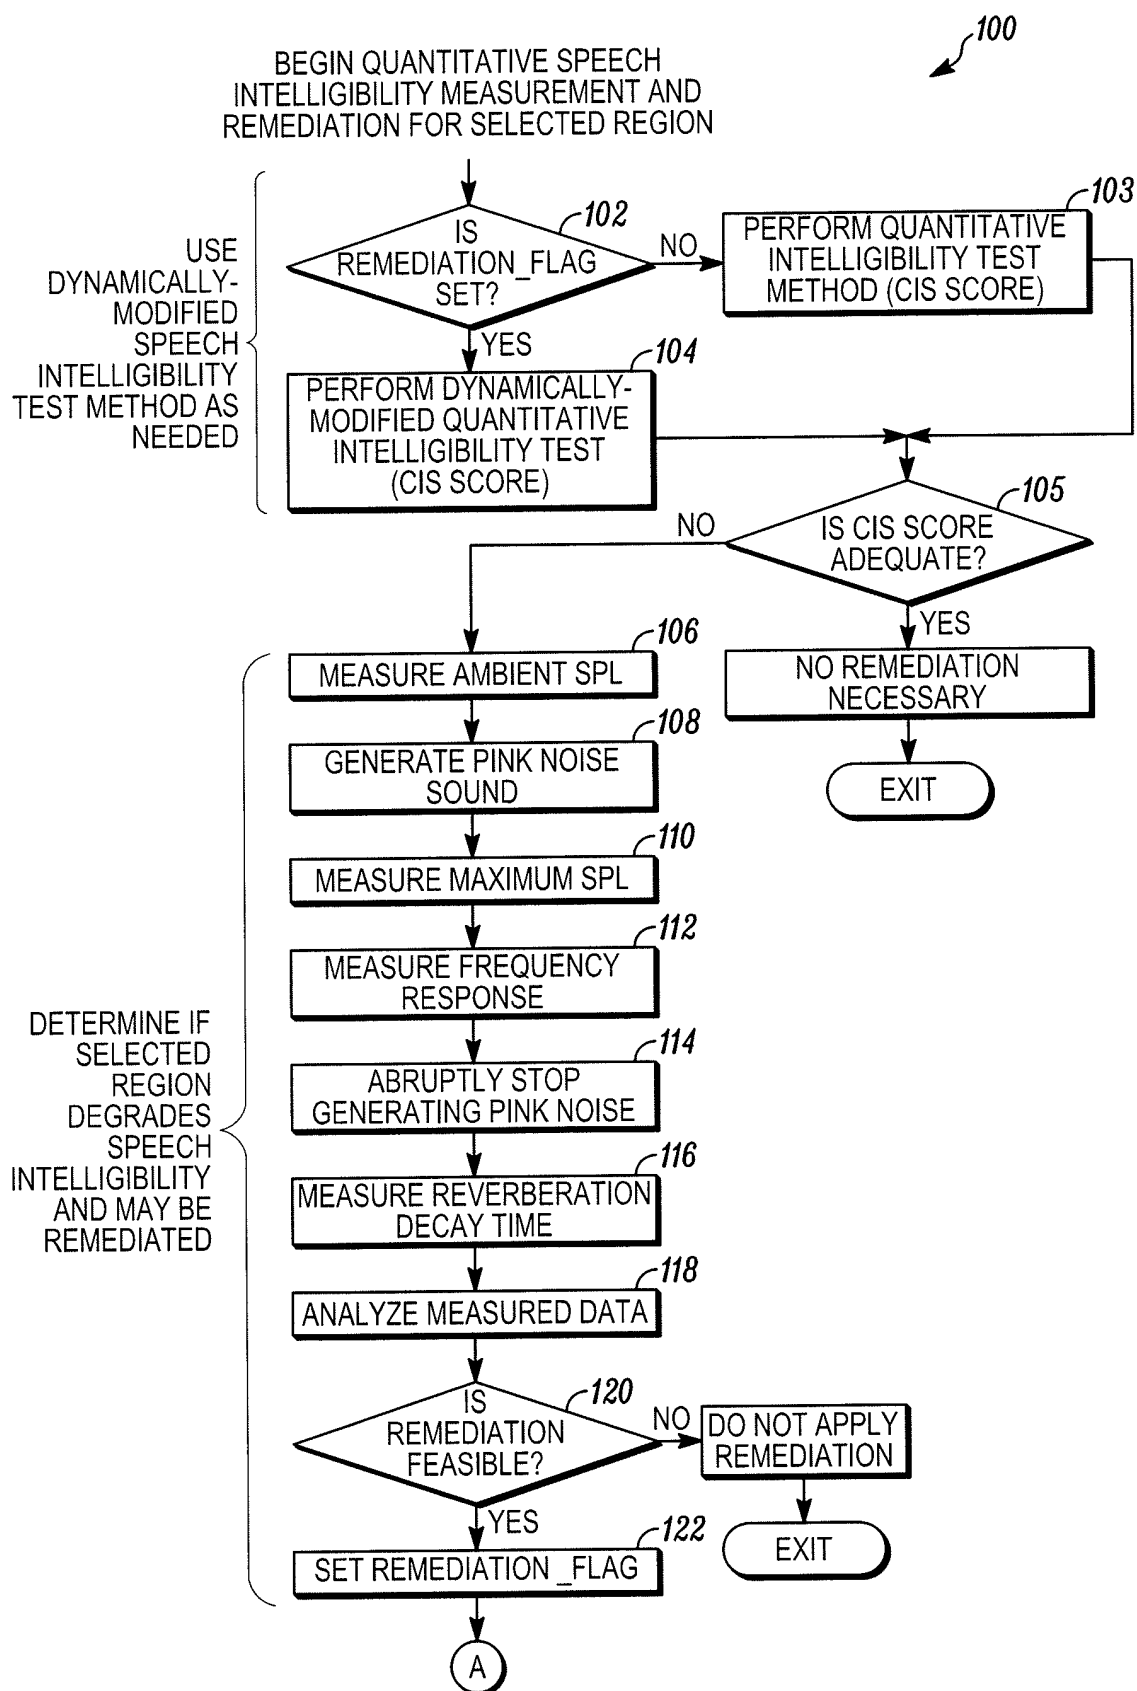 100
BEGIN QUANTITATIVE SPEECH
INTELLIGIBILITY MEASUREMENT AND
REMEDIATION FOR SELECTED REGION
USE
DYNAMICALLY-
MODIFIED
SPEECH
INTELLIGIBILITY
TEST METHOD AS
NEEDED
102
IS
REMEDIATION_FLAG
SET?
NO
103
PERFORM QUANTITATIVE
INTELLIGIBILITY TEST
METHOD (CIS SCORE)
YES
104
PERFORM DYNAMICALLY-
MODIFIED QUANTITATIVE
INTELLIGIBILITY TEST
(CIS SCORE)
105
IS CIS SCORE
ADEQUATE?
NO
YES
NO REMEDIATION
NECESSARY
EXIT
DETERMINE IF
SELECTED
REGION
DEGRADES
SPEECH
INTELLIGIBILITY
AND MAY BE
REMEDIATED
106
MEASURE AMBIENT SPL
108
GENERATE PINK NOISE
SOUND
110
MEASURE MAXIMUM SPL
112
MEASURE FREQUENCY
RESPONSE
114
ABRUPTLY STOP
GENERATING PINK NOISE
116
MEASURE REVERBERATION
DECAY TIME
118
ANALYZE MEASURED DATA
120
IS
REMEDIATION
FEASIBLE?
NO
DO NOT APPLY
REMEDIATION
EXIT
YES
122
SET REMEDIATION _FLAG
A